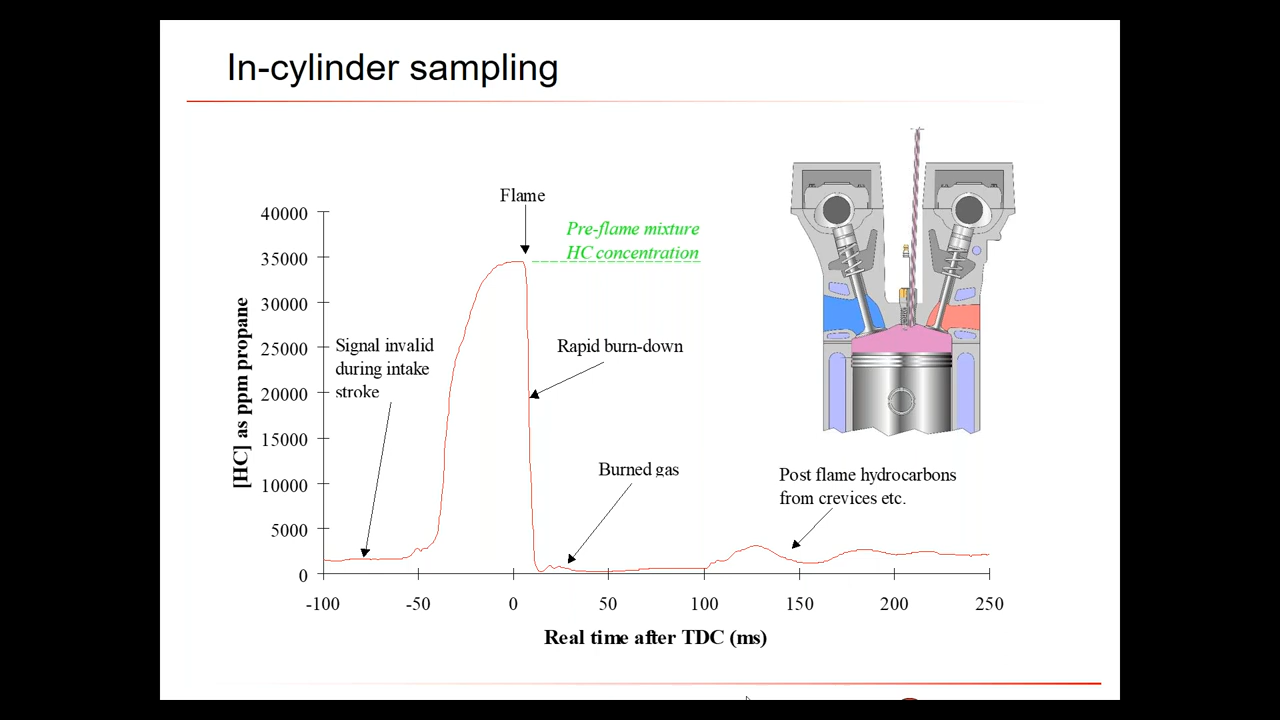 In-cylinder sampling
Flame
Pre-flame mixture
HC concentration
40000
35000
30000
25000
20000
15000
10000
5000
0
[HC] as ppm propane
Signal invalid
during intake
stroke
Rapid burn-down
Burned gas
Post flame hydrocarbons
from crevices etc.
-100
-50
0
50
100
150
200
250
Real time after TDC (ms)